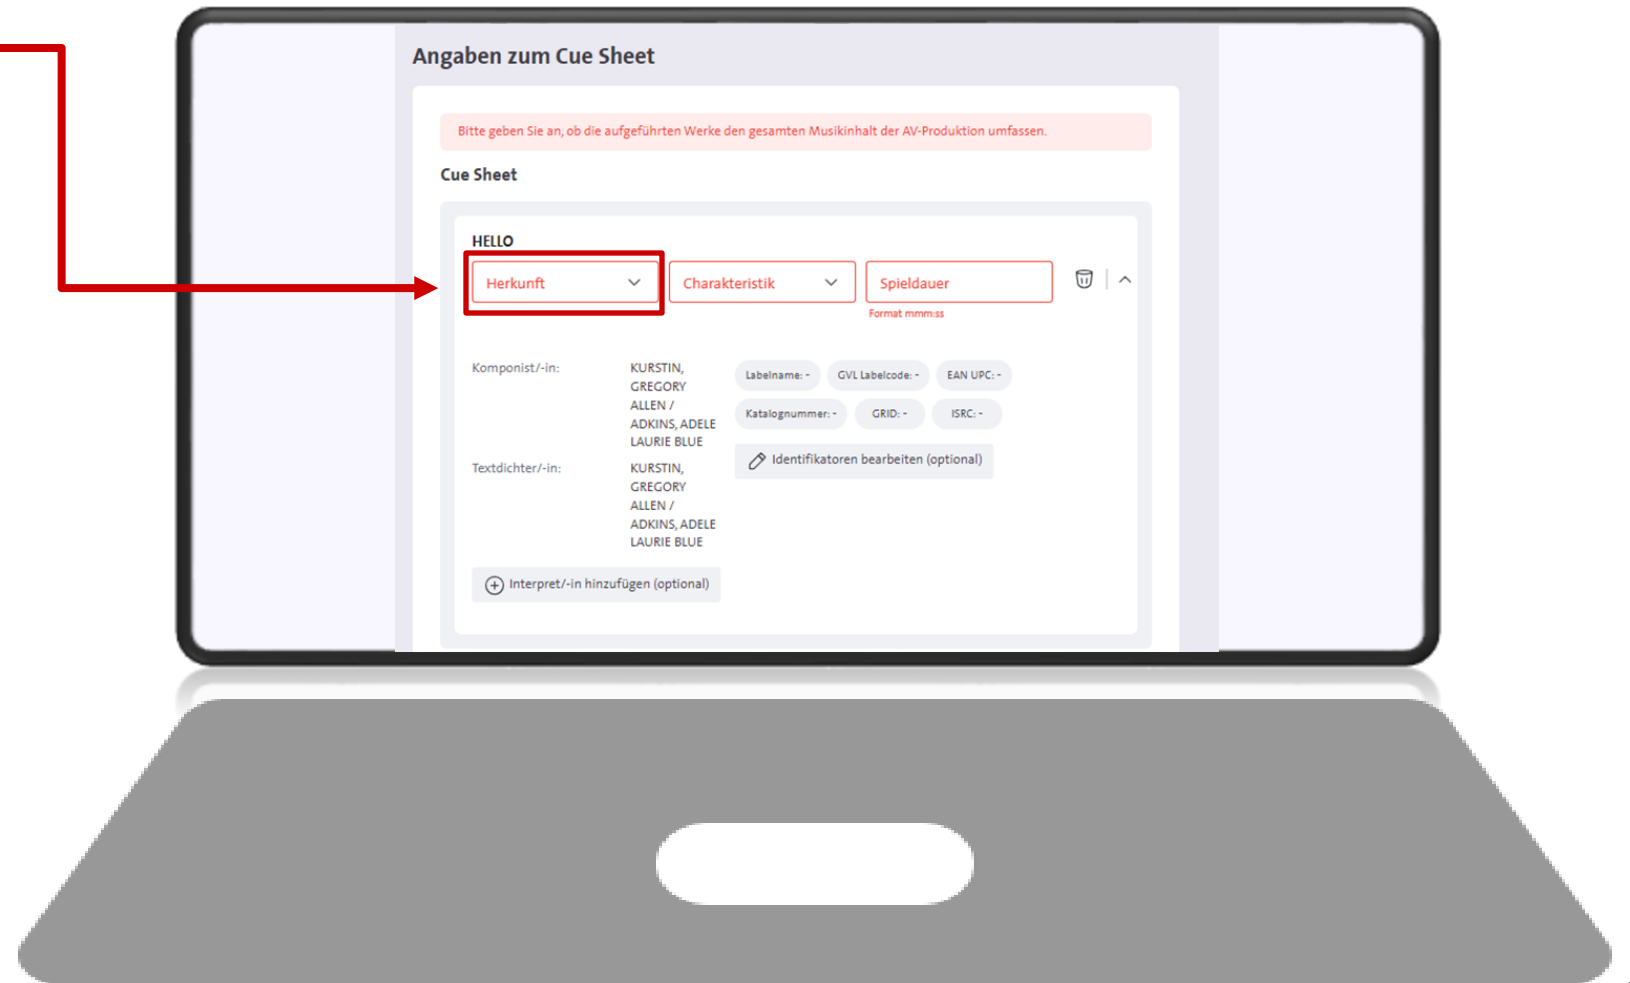 Angaben zum Cue Sheet
Bitte geben Sie an, ob die aufgeführten Werke den gesamten Musikinhalt der AV-Produktion umfassen.
Cue Sheet
HELLO
Herkunft
Charakteristik
Spieldauer
Format mmm:ss
Komponist/-in:
KURSTIN,
GREGORY
ALLEN /
ADKINS, ADELE
LAURIE BLUE
Labelname: -
GVL Labelcode: -
EAN UPC: -
Katalognummer: -
GRID: -
ISRC: -
Identifikatoren bearbeiten (optional)
Textdichter/-in:
KURSTIN,
GREGORY
ALLEN /
ADKINS, ADELE
LAURIE BLUE
Interpret/-in hinzufügen (optional)